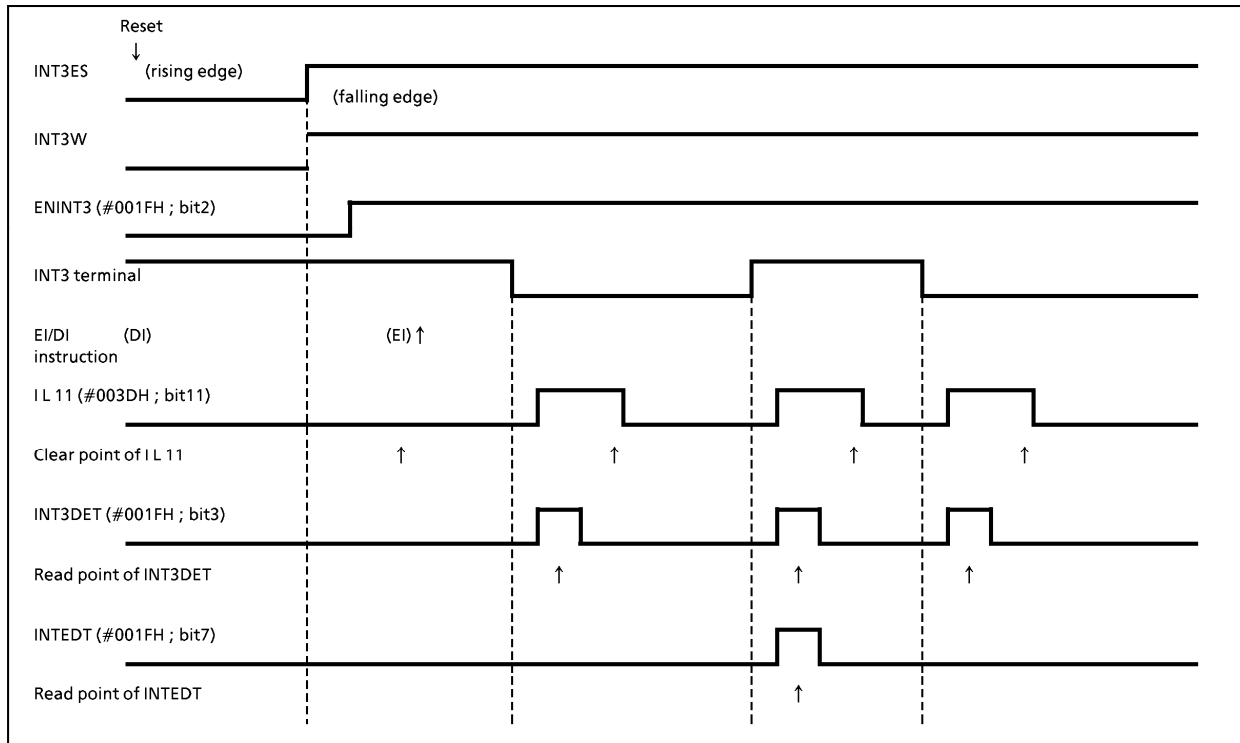 Reset
↓
INT3ES (rising edge)
(falling edge)
INT3W
ENINT3 (#001FH ; bit2)
INT3 terminal
EI/DI (DI) (EI) ↑
instruction
I L 11 (#003DH ; bit11)
Clear point of I L 11 ↑ ↑ ↑ ↑
INT3DET (#001FH ; bit3)
Read point of INT3DET ↑ ↑ ↑
INTEDT (#001FH ; bit7)
Read point of INTEDT ↑